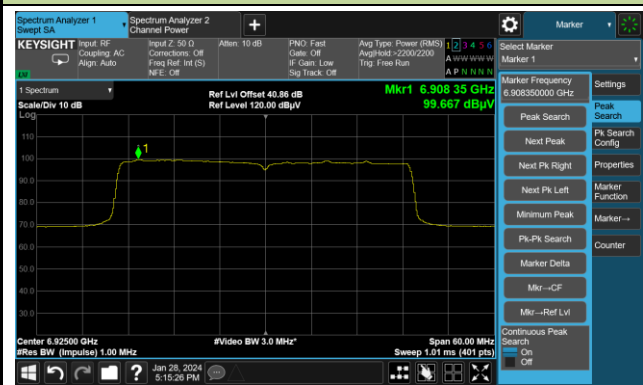 Spectrum Analyzer 1
Swept SA
Spectrum Analyzer 2
Channel Power
Marker
KEYSIGHT
Input: RF
Coupling: AC
Align: Auto
Input Z: 50 Ω
Corrections: Off
Freq Ref: Int (S)
NFE: Off
Atten: 10 dB
PNO: Fast
Gate: Off
IF Gain: Low
Sig Track: Off
Avg Type: Power (RMS)
Avg|Hold:>2200/2200
Trig: Free Run
1 2 3 4 5 6
A W W W W W
A P N N N N
LXI
Select Marker
Marker 1
1 Spectrum
Scale/Div 10 dB
Log
Ref Lvl Offset 40.86 dB
Ref Level 120.00 dBµV
Mkr1 6.908 35 GHz
99.667 dBµV
110
100
90.0
80.0
70.0
60.0
50.0
40.0
30.0
1
Center 6.92500 GHz
#Res BW (Impulse) 1.00 MHz
#Video BW 3.0 MHz*
Span 60.00 MHz
Sweep 1.01 ms (401 pts)
Marker Frequency
6.908350000 GHz
Peak Search
Next Peak
Next Pk Right
Next Pk Left
Minimum Peak
Pk-Pk Search
Marker Delta
Mkr→CF
Mkr→Ref Lvl
Continuous Peak
Search
On
Off
Settings
Peak
Search
Pk Search
Config
Properties
Marker
Function
Marker→
Counter
Jan 28, 2024
5:15:26 PM